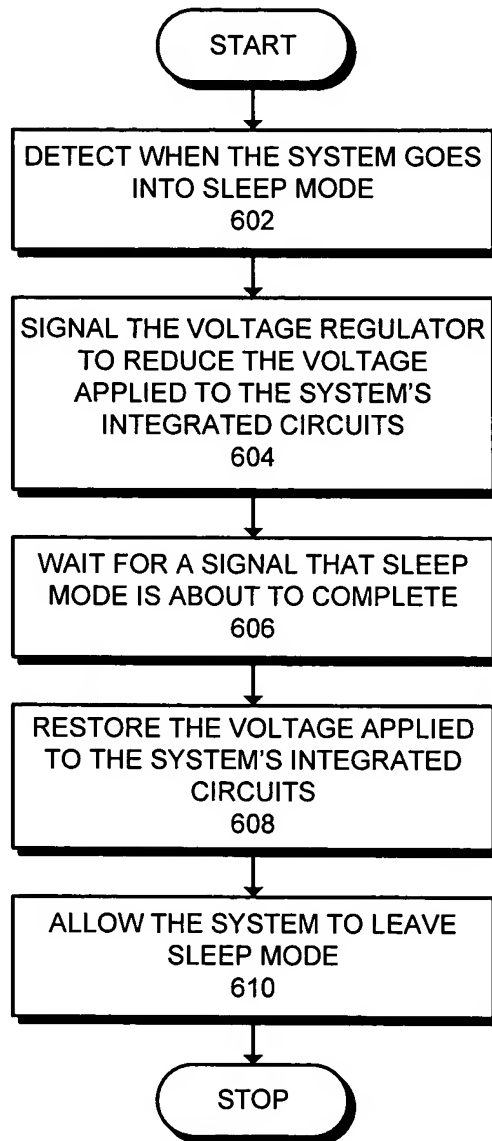 START
DETECT WHEN THE SYSTEM GOES
INTO SLEEP MODE
602
SIGNAL THE VOLTAGE REGULATOR
TO REDUCE THE VOLTAGE
APPLIED TO THE SYSTEM'S
INTEGRATED CIRCUITS
604
WAIT FOR A SIGNAL THAT SLEEP
MODE IS ABOUT TO COMPLETE
606
RESTORE THE VOLTAGE APPLIED
TO THE SYSTEM'S INTEGRATED
CIRCUITS
608
ALLOW THE SYSTEM TO LEAVE
SLEEP MODE
610
STOP